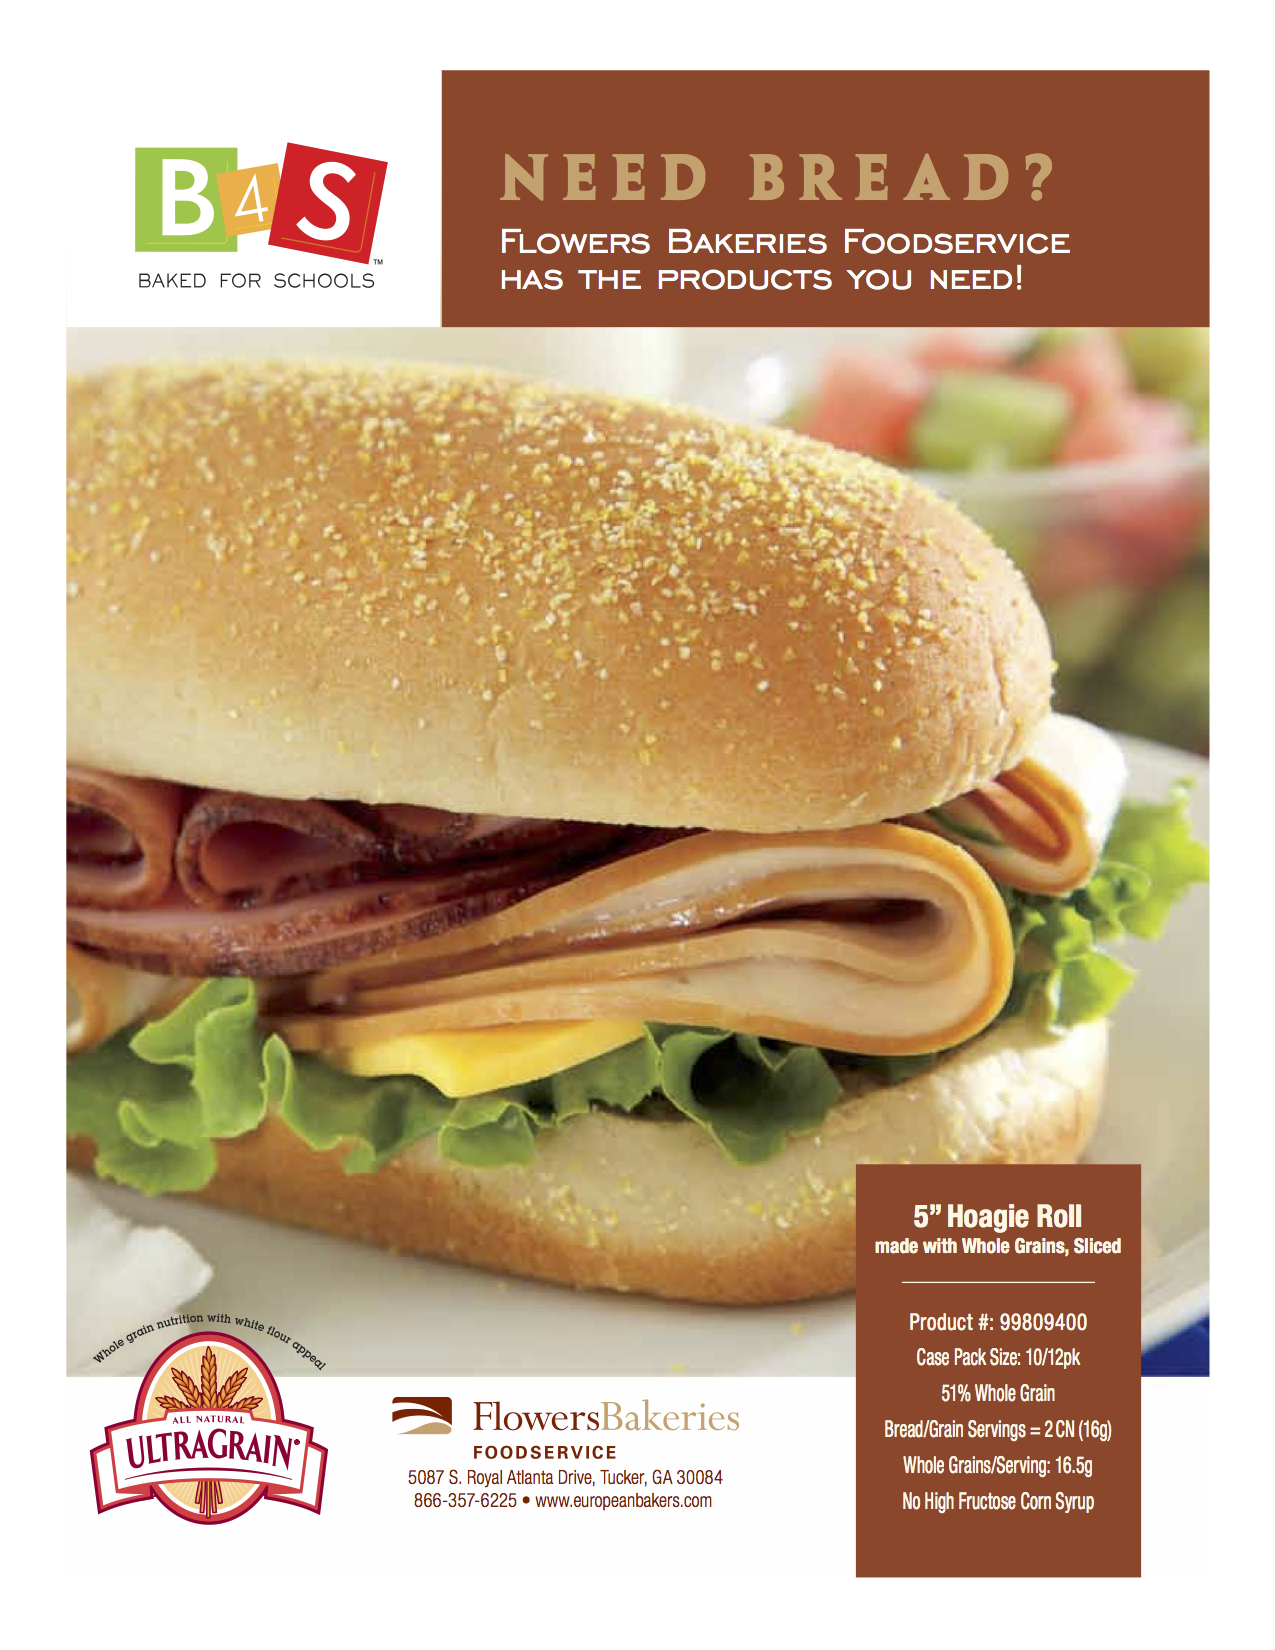 B4S™
BAKED FOR SCHOOLS
NEED BREAD?
FLOWERS BAKERIES FOODSERVICE
HAS THE PRODUCTS YOU NEED!
5” Hoagie Roll
made with Whole Grains, Sliced
Product #: 99809400
Case Pack Size: 10/12pk
51% Whole Grain
Bread/Grain Servings = 2 CN (16g)
Whole Grains/Serving: 16.5g
No High Fructose Corn Syrup
Whole grain nutrition with white flour appeal
ALL NATURAL
ULTRAGRAIN®
FlowersBakeries
FOODSERVICE
5087 S. Royal Atlanta Drive, Tucker, GA 30084
866-357-6225 • www.europeanbakers.com